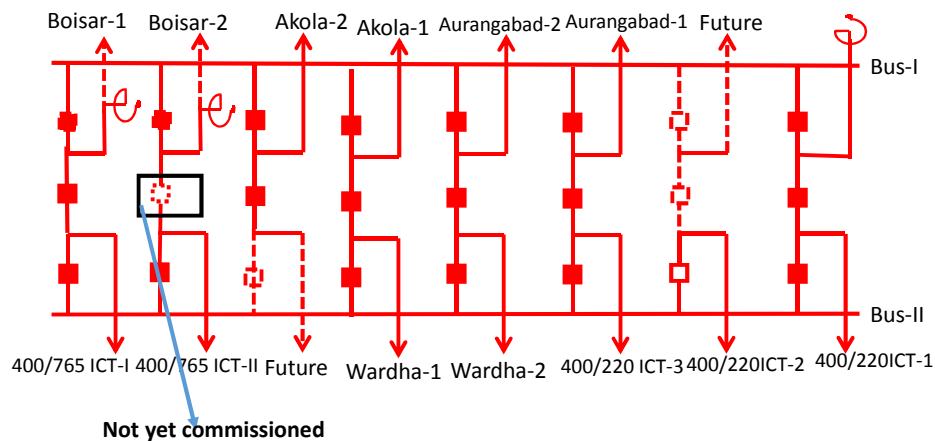 Boisar-1
Boisar-2
Akola-2
Akola-1
Aurangabad-2
Aurangabad-1
Future
Bus-I
Bus-II
400/765 ICT-I
400/765 ICT-II
Future
Wardha-1
Wardha-2
400/220 ICT-3
400/220ICT-2
400/220ICT-1
Not yet commissioned